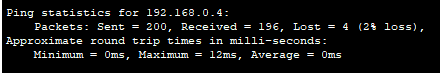 Ping statistics for 192.168.0.4:
    Packets: Sent = 200, Received = 196, Lost = 4 (2% loss),
Approximate round trip times in milli-seconds:
    Minimum = 0ms, Maximum = 12ms, Average = 0ms